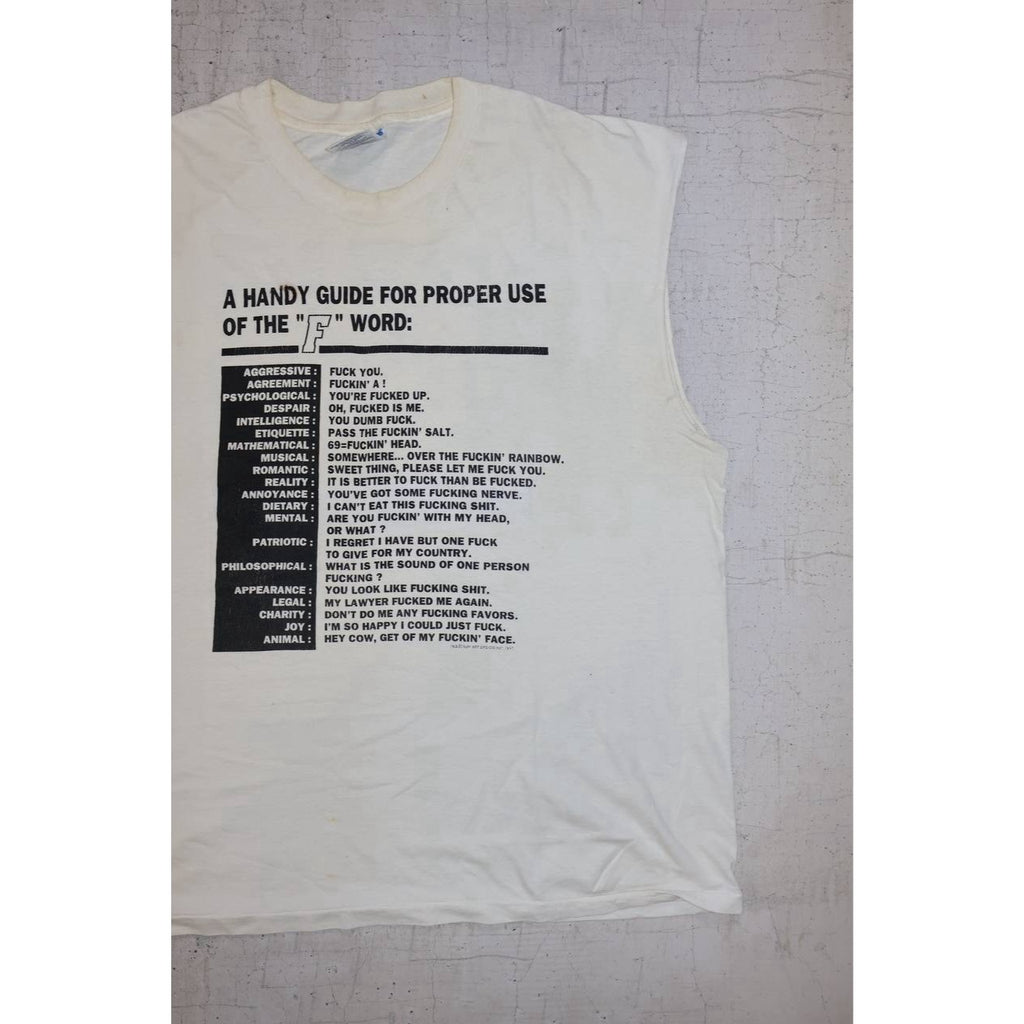 A HANDY GUIDE FOR PROPER USE
OF THE "F" WORD:
AGGRESSIVE : FUCK YOU.
AGREEMENT : FUCKIN' A !
PSYCHOLOGICAL : YOU'RE FUCKED UP.
DESPAIR : OH, FUCKED IS ME.
INTELLIGENCE : YOU DUMB FUCK.
ETIQUETTE : PASS THE FUCKIN' SALT.
MATHEMATICAL : 69=FUCKIN' HEAD.
MUSICAL : SOMEWHERE... OVER THE FUCKIN' RAINBOW.
ROMANTIC : SWEET THING, PLEASE LET ME FUCK YOU.
REALITY : IT IS BETTER TO FUCK THAN BE FUCKED.
ANNOYANCE : YOU'VE GOT SOME FUCKING NERVE.
DIETARY : I CAN'T EAT THIS FUCKING SHIT.
MENTAL : ARE YOU FUCKIN' WITH MY HEAD,
OR WHAT ?
PATRIOTIC : I REGRET I HAVE BUT ONE FUCK
TO GIVE FOR MY COUNTRY.
PHILOSOPHICAL : WHAT IS THE SOUND OF ONE PERSON
FUCKING ?
APPEARANCE : YOU LOOK LIKE FUCKING SHIT.
LEGAL : MY LAWYER FUCKED ME AGAIN.
CHARITY : DON'T DO ME ANY FUCKING FAVORS.
JOY : I'M SO HAPPY I COULD JUST FUCK.
ANIMAL : HEY COW, GET OF MY FUCKIN' FACE.